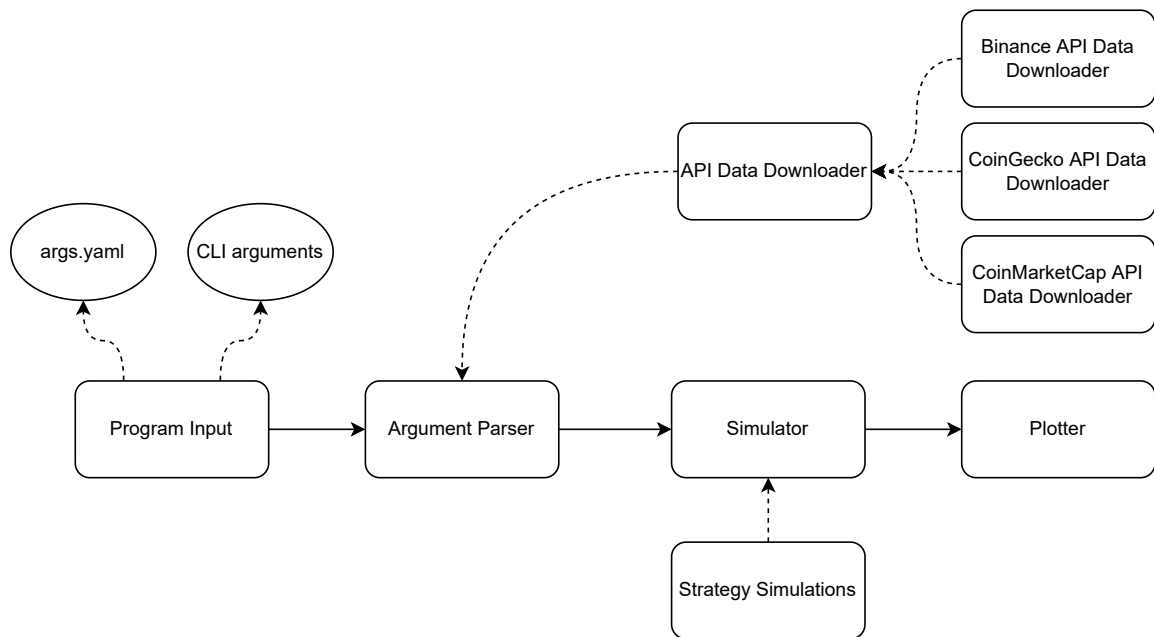 Binance API Data
Downloader
API Data Downloader
CoinGecko API Data
Downloader
args.yaml
CLI arguments
CoinMarketCap API
Data Downloader
Program Input
Argument Parser
Simulator
Plotter
Strategy Simulations